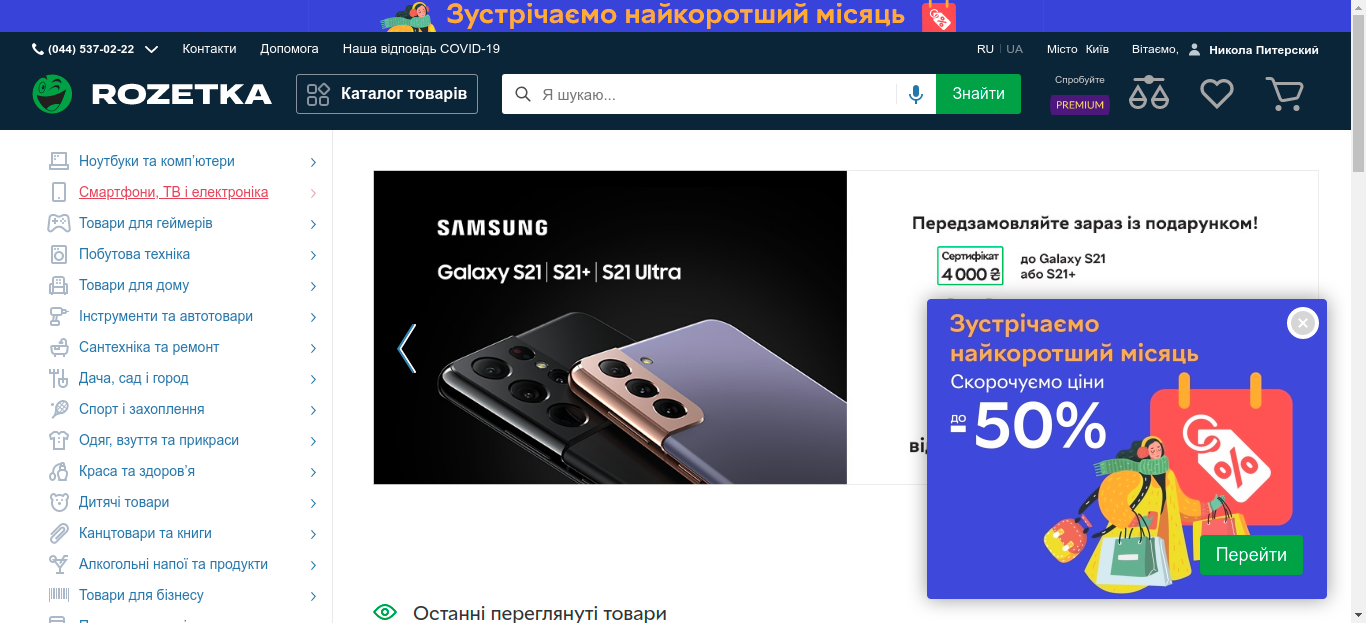 Зустрічаємо найкоротший місяць
(044) 537-02-22
Контакти
Допомога
Наша відповідь COVID-19
RU | UA
Місто Київ
Вітаємо, Никола Питерский
ROZETKA
Каталог товарів
Я шукаю...
Знайти
Спробуйте
PREMIUM
Ноутбуки та комп'ютери
Смартфони, ТВ і електроніка
Товари для геймерів
Побутова техніка
Товари для дому
Інструменти та автотовари
Сантехніка та ремонт
Дача, сад і город
Спорт і захоплення
Одяг, взуття та прикраси
Краса та здоров'я
Дитячі товари
Канцтовари та книги
Алкогольні напої та продукти
Товари для бізнесу
SAMSUNG
Galaxy S21 | S21+ | S21 Ultra
Передзамовляйте зараз із подарунком!
Сертифікат
4 000 ₴
до Galaxy S21
або S21+
Зустрічаємо
найкоротший місяць
Скорочуємо ціни
до
-50%
%
Перейти
Останні переглянуті товари